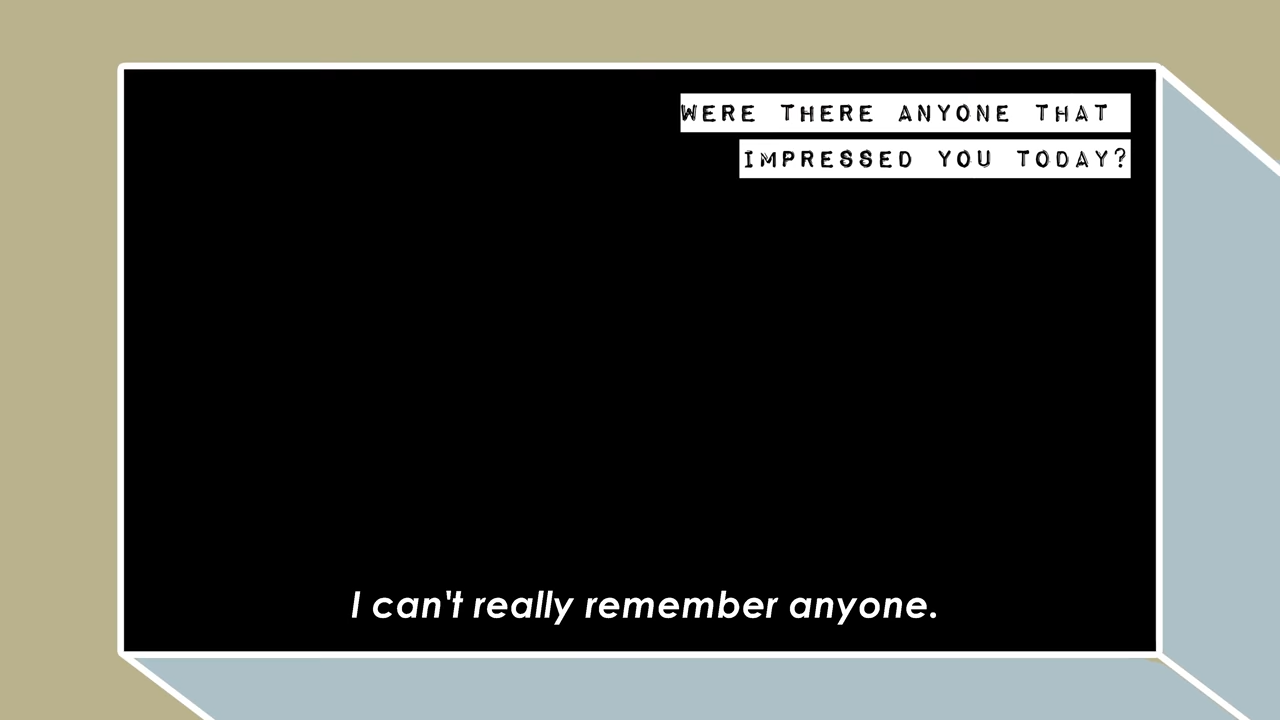 WERE THERE ANYONE THAT
IMPRESSED YOU TODAY?
I can't really remember anyone.